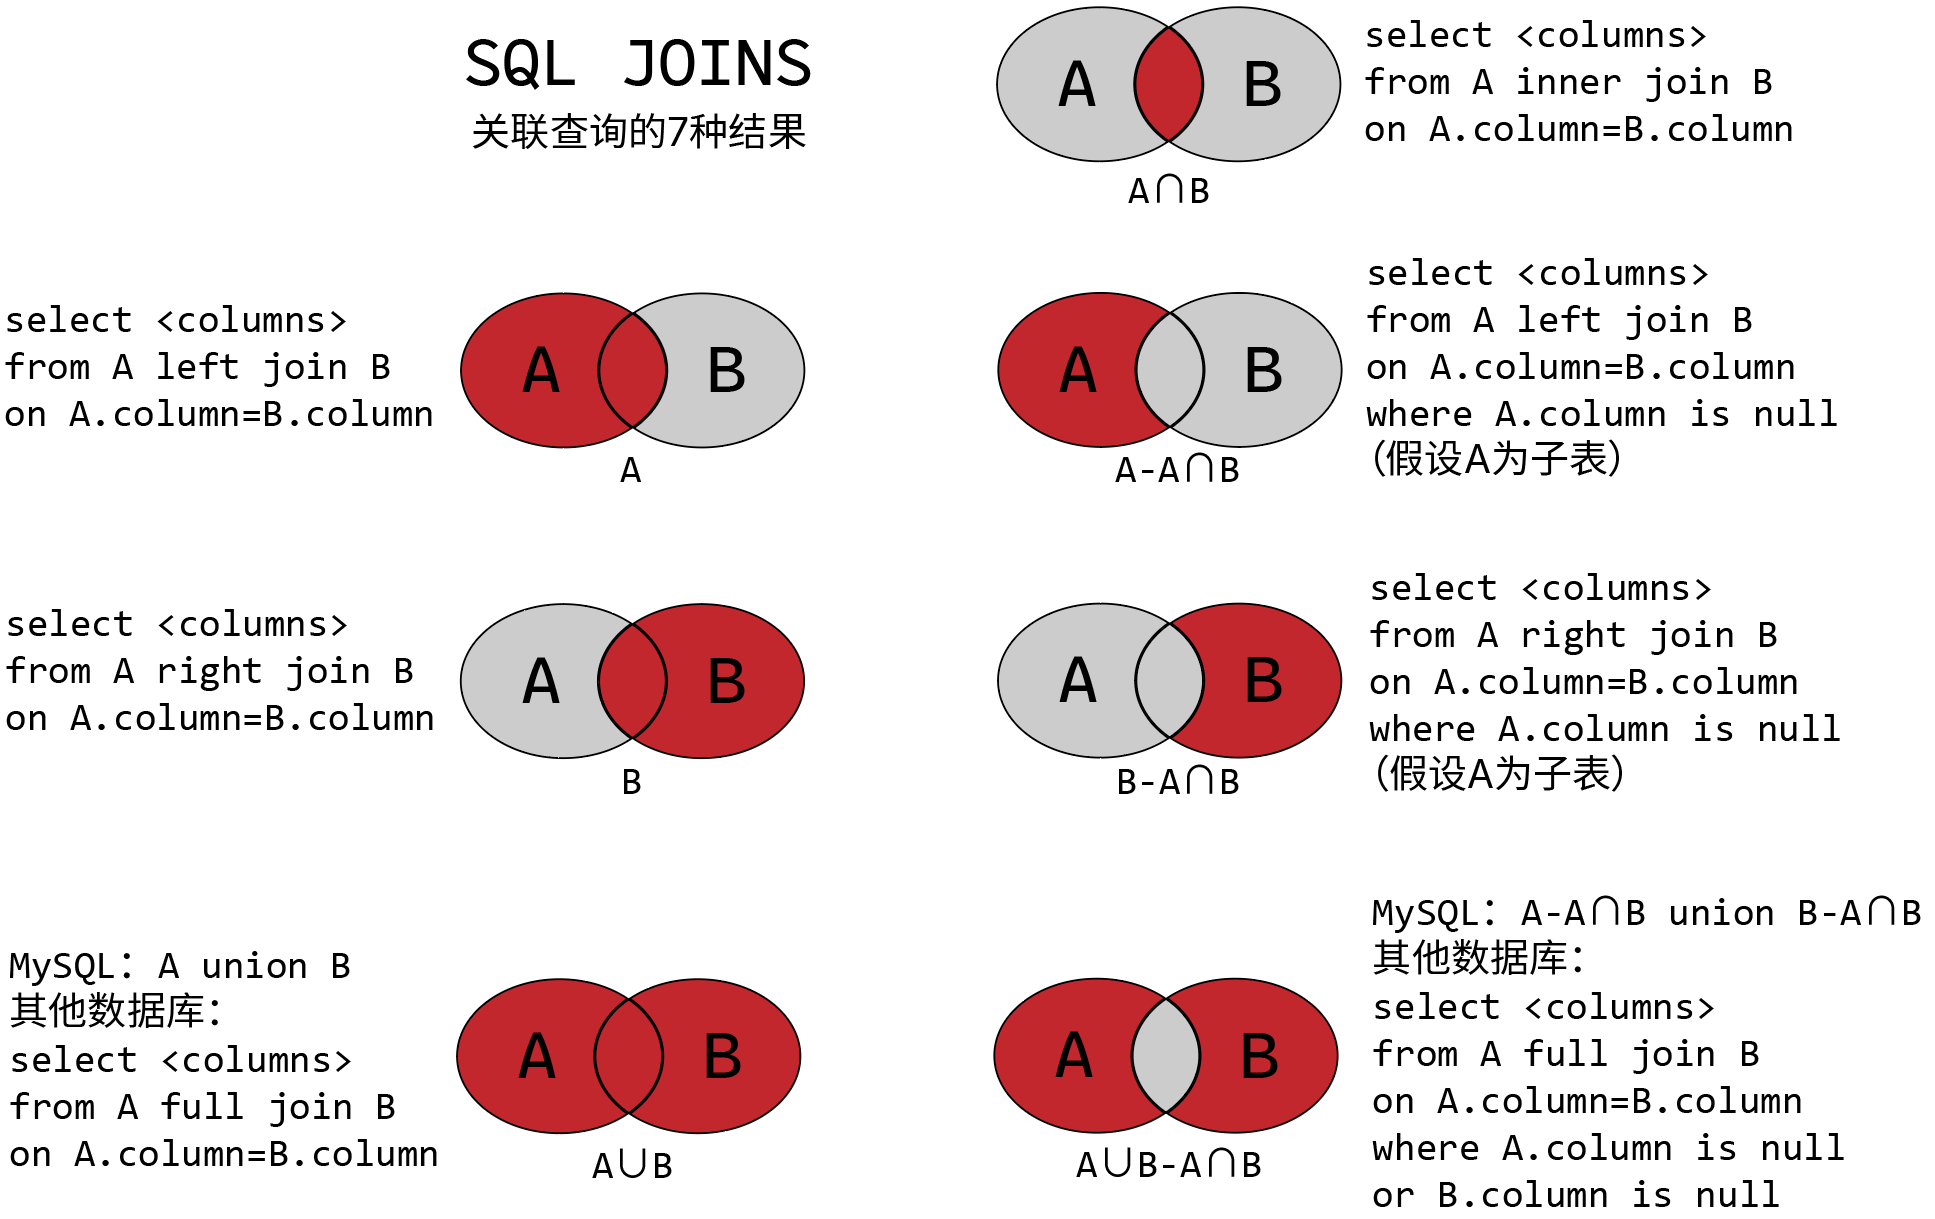 SQL JOINS
关联查询的7种结果
A B
A∩B
select <columns>
from A inner join B
on A.column=B.column
select <columns>
from A left join B
on A.column=B.column
A B
A
A B
A-A∩B
select <columns>
from A left join B
on A.column=B.column
where A.column is null
（假设A为子表）
select <columns>
from A right join B
on A.column=B.column
A B
B
A B
B-A∩B
select <columns>
from A right join B
on A.column=B.column
where A.column is null
（假设A为子表）
MySQL：A union B
其他数据库：
select <columns>
from A full join B
on A.column=B.column
A B
A∪B
A B
A∪B-A∩B
MySQL：A-A∩B union B-A∩B
其他数据库：
select <columns>
from A full join B
on A.column=B.column
where A.column is null
or B.column is null